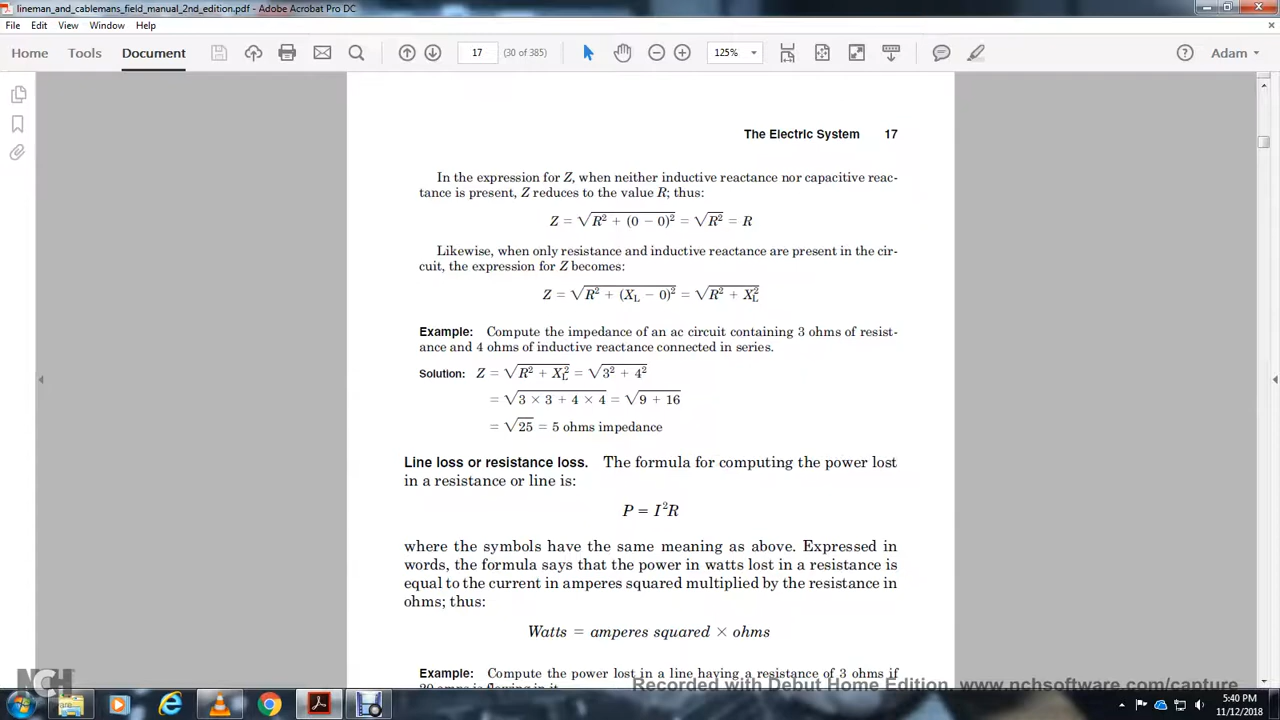 lineman_and_cablemans_field_manual_2nd_edition.pdf - Adobe Acrobat Pro DC
File Edit View Window Help
Home Tools Document 17 (30 of 385) 125% Adam
The Electric System 17
In the expression for Z, when neither inductive reactance nor capacitive reac-
tance is present, Z reduces to the value R; thus:
Z = √R² + (0 − 0)² = √R² = R
Likewise, when only resistance and inductive reactance are present in the cir-
cuit, the expression for Z becomes:
Z = √R² + (X_L − 0)² = √R² + X_L²
Example: Compute the impedance of an ac circuit containing 3 ohms of resist-
ance and 4 ohms of inductive reactance connected in series.
Solution: Z = √R² + X_L² = √3² + 4²
= √3 × 3 + 4 × 4 = √9 + 16
= √25 = 5 ohms impedance
Line loss or resistance loss. The formula for computing the power lost
in a resistance or line is:
P = I²R
where the symbols have the same meaning as above. Expressed in
words, the formula says that the power in watts lost in a resistance is
equal to the current in amperes squared multiplied by the resistance in
ohms; thus:
Watts = amperes squared × ohms
Example: Compute the power lost in a line having a resistance of 3 ohms if
Recorded with Debut Home Edition. www.nchsoftware.com/capture
NCH
5:40 PM
11/12/2018